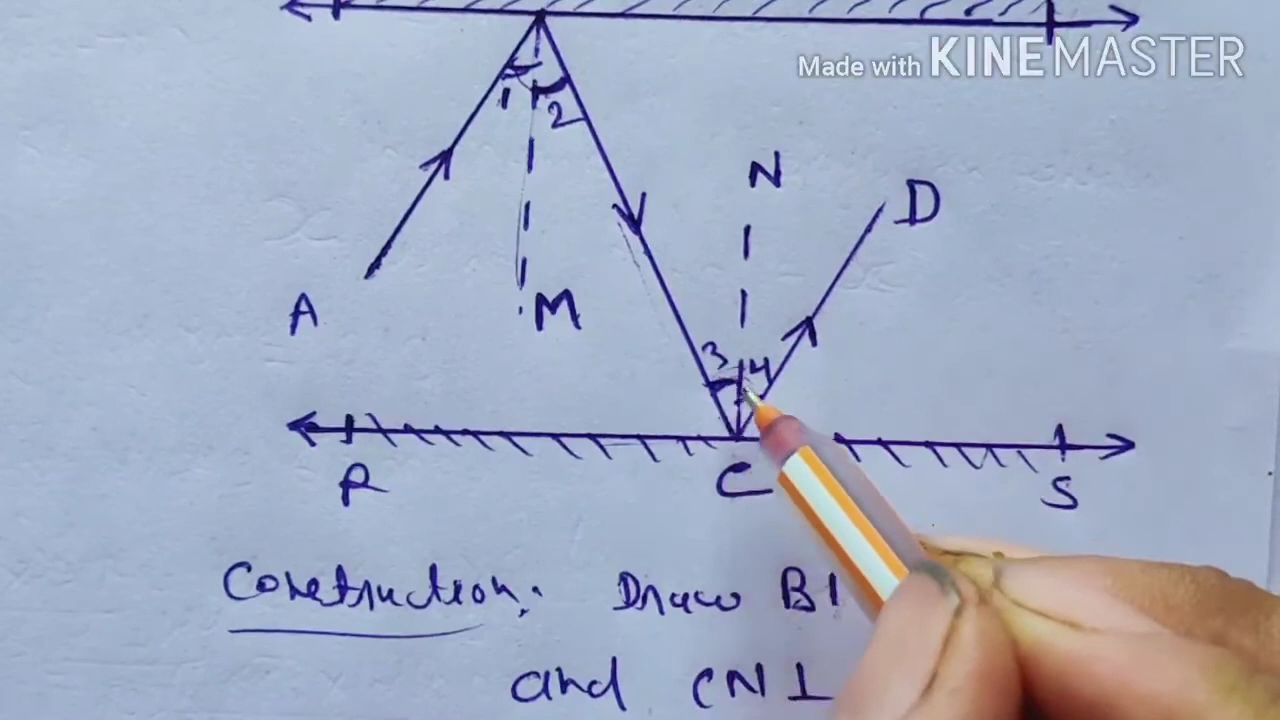 Made with KINEMASTER
1 2
N
D
A
M
3 4
R C S
Construction:- Draw B
and CN ⊥